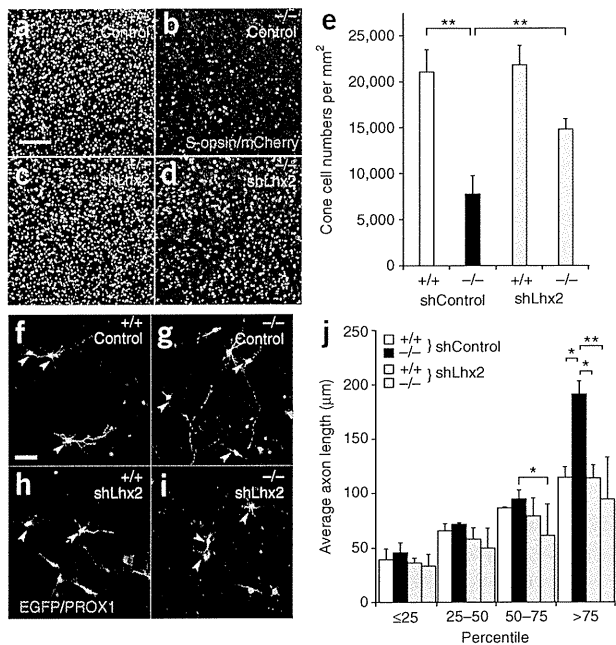 a
Control
b
−/−
Control
S-opsin/mCherry
c
shLhx2
d
−/−
shLhx2
e
**
**
Cone cell numbers per mm2
25,000
20,000
15,000
10,000
5,000
0
+/+
−/−
+/+
−/−
shControl
shLhx2
f
+/+
Control
g
−/−
Control
h
+/+
shLhx2
EGFP/PROX1
i
−/−
shLhx2
j
+/+
−/−
} shControl
+/+
−/−
} shLhx2
*
**
*
*
Average axon length (μm)
250
200
150
100
50
0
≤25
25–50
50–75
>75
Percentile